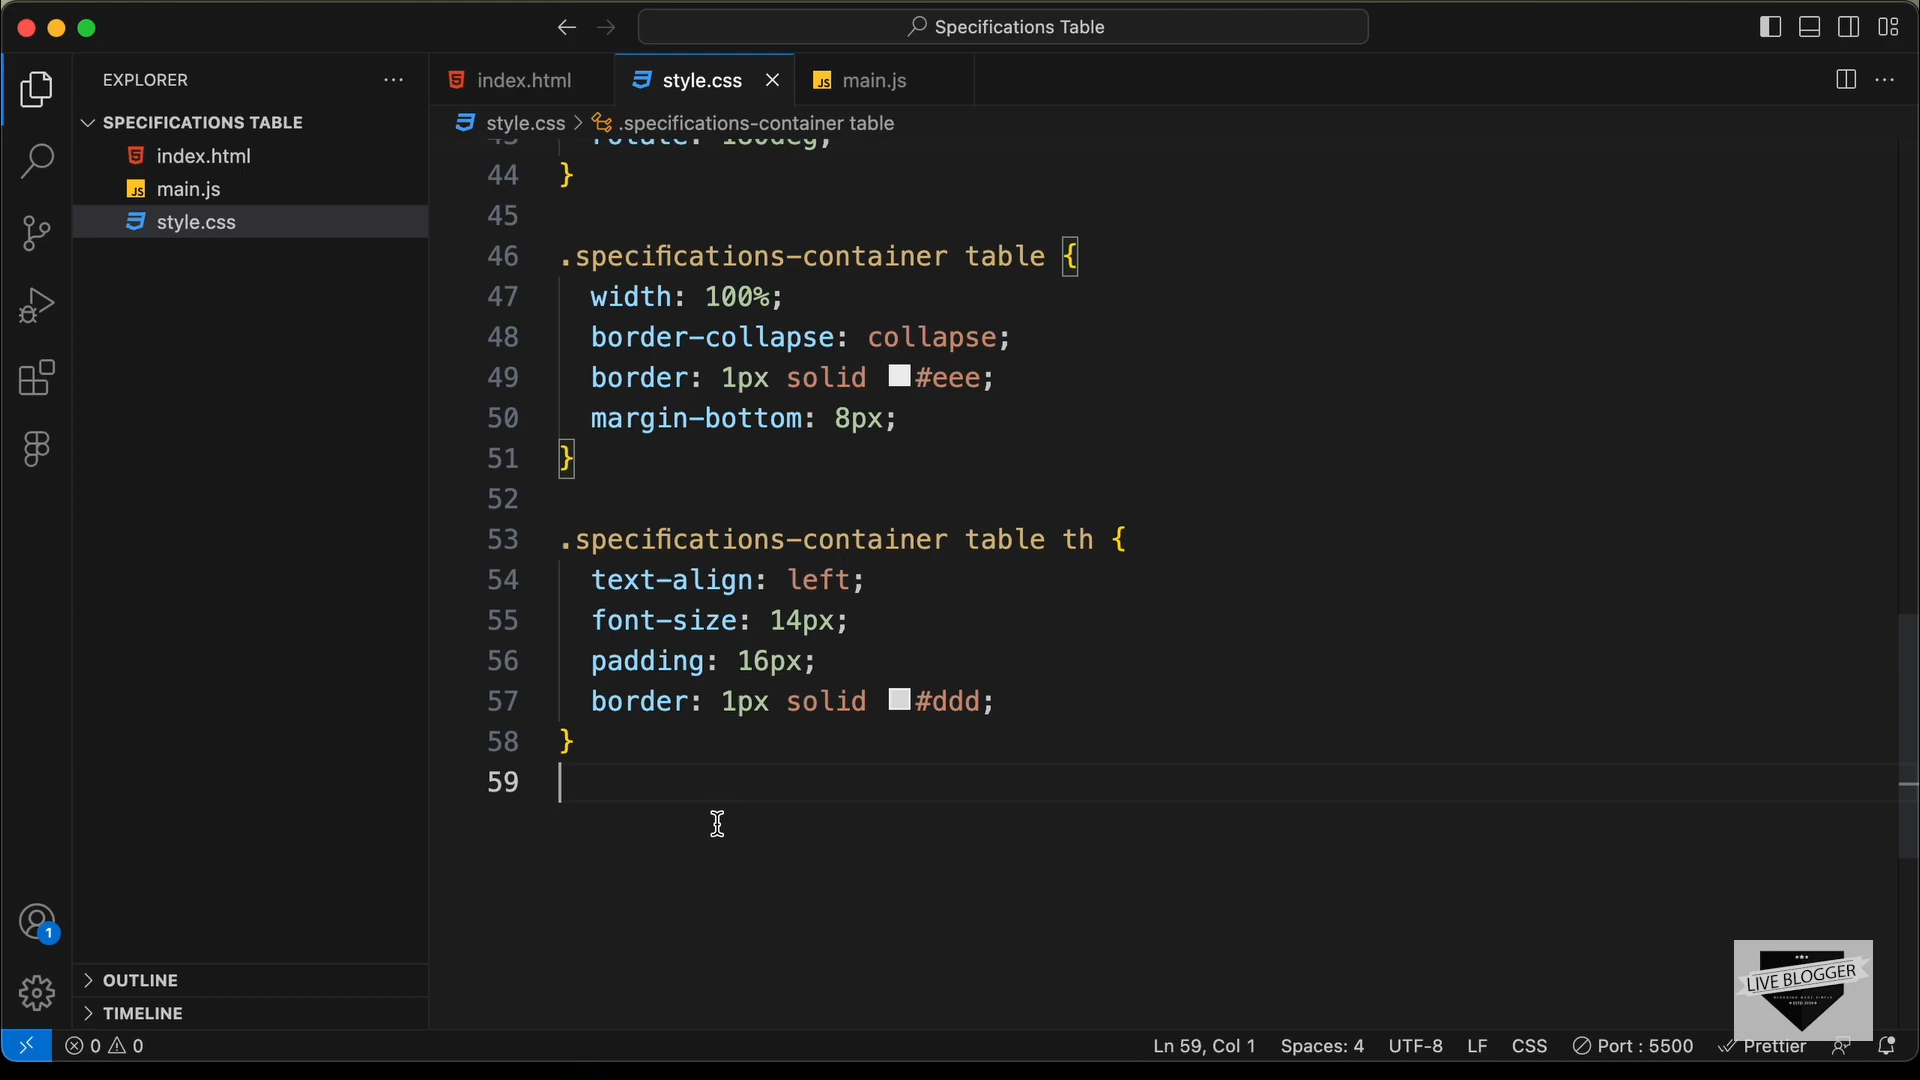 Specifications Table
EXPLORER
SPECIFICATIONS TABLE
index.html
main.js
style.css
OUTLINE
TIMELINE
index.html
style.css
main.js
style.css > .specifications-container table
43 rotate: 180deg;
44 }
45
46 .specifications-container table {
47 width: 100%;
48 border-collapse: collapse;
49 border: 1px solid #eee;
50 margin-bottom: 8px;
51 }
52
53 .specifications-container table th {
54 text-align: left;
55 font-size: 14px;
56 padding: 16px;
57 border: 1px solid #ddd;
58 }
59
1
LIVE BLOGGER
0 0
Ln 59, Col 1 Spaces: 4 UTF-8 LF CSS Port : 5500 Prettier